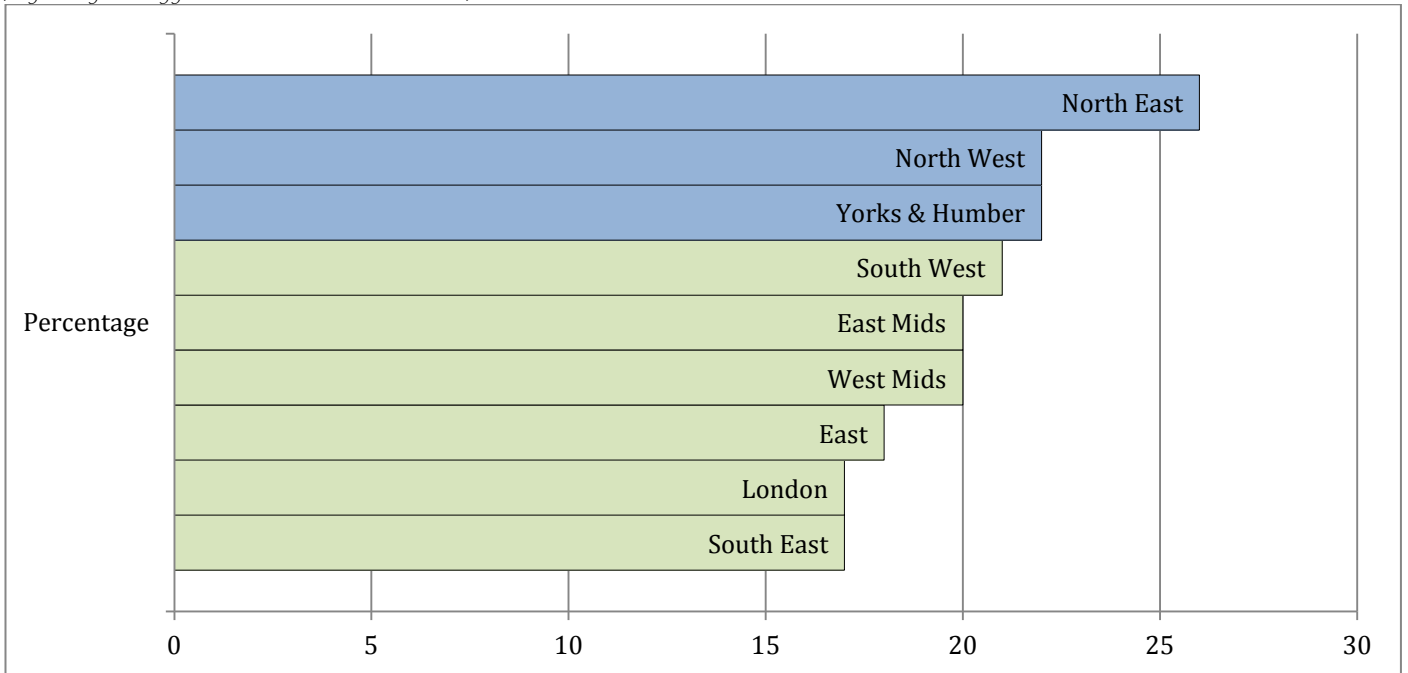 North East
North West
Yorks & Humber
South West
East Mids
Percentage
West Mids
East
London
South East
0 5 10 15 20 25 30